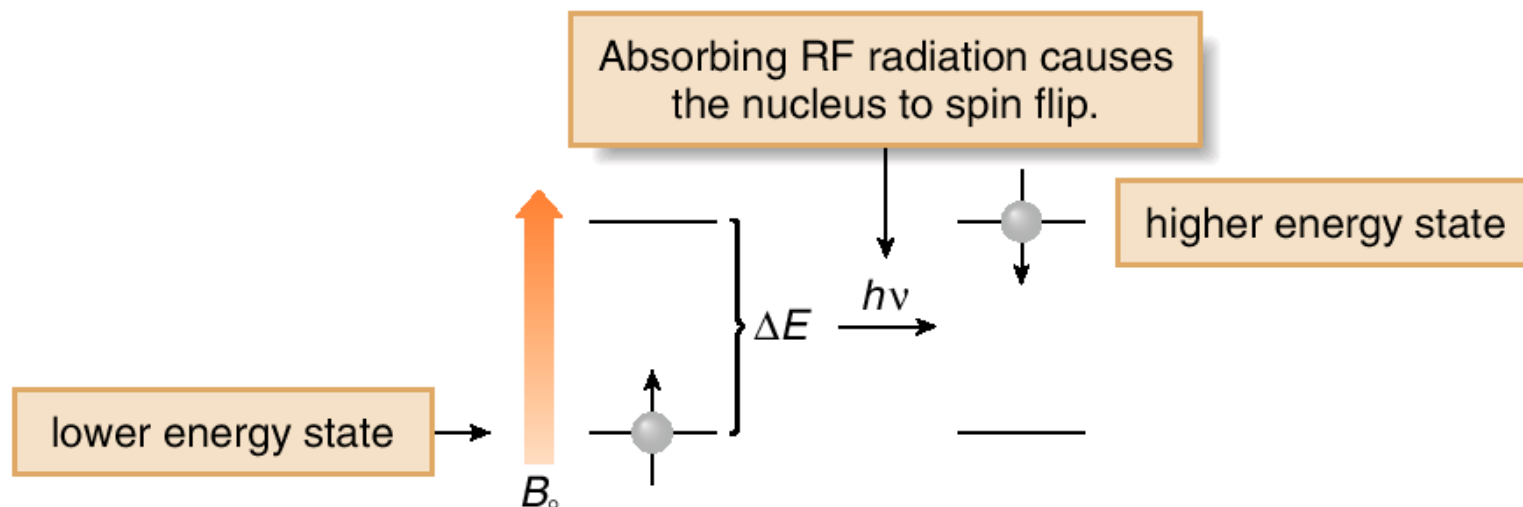 Absorbing RF radiation causes
the nucleus to spin flip.
higher energy state
hν
ΔE
lower energy state
B₀